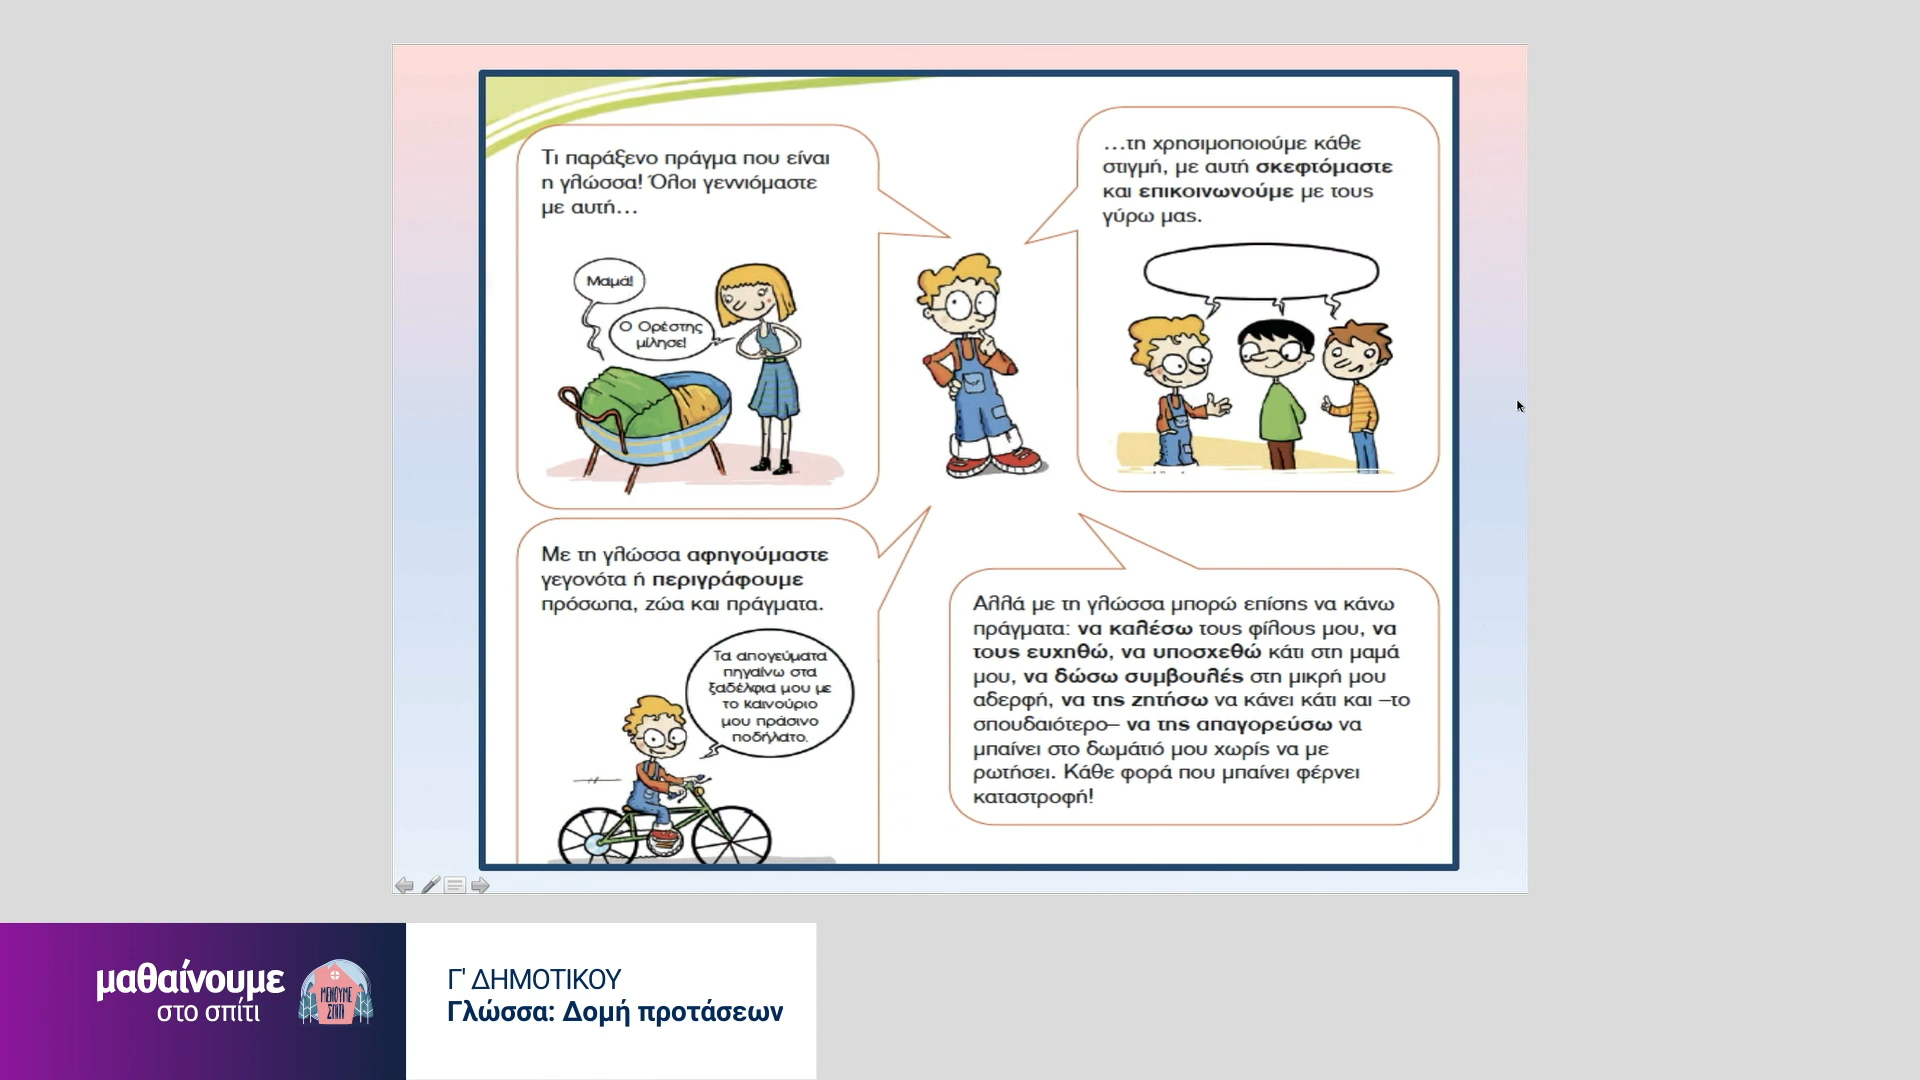 Τι παράξενο πράγμα που είναι
η γλώσσα! Όλοι γεννιόμαστε
με αυτή...
Μαμά!
Ο Ορέστης
μίλησε!
...τη χρησιμοποιούμε κάθε
στιγμή, με αυτή σκεφτόμαστε
και επικοινωνούμε με τους
γύρω μας.
Με τη γλώσσα αφηγούμαστε
γεγονότα ή περιγράφουμε
πρόσωπα, ζώα και πράγματα.
Τα απογεύματα
πηγαίνω στα
ξαδέλφια μου με
το καινούριο
μου πράσινο
ποδήλατο.
Αλλά με τη γλώσσα μπορώ επίσης να κάνω
πράγματα: να καλέσω τους φίλους μου, να
τους ευχηθώ, να υποσχεθώ κάτι στη μαμά
μου, να δώσω συμβουλές στη μικρή μου
αδερφή, να της ζητήσω να κάνει κάτι και –το
σπουδαιότερο– να της απαγορεύσω να
μπαίνει στο δωμάτιό μου χωρίς να με
ρωτήσει. Κάθε φορά που μπαίνει φέρνει
καταστροφή!
μαθαίνουμε
στο σπίτι
ΜΕΝΟΥΜΕ
ΣΠΙΤΙ
Γ' ΔΗΜΟΤΙΚΟΥ
Γλώσσα: Δομή προτάσεων